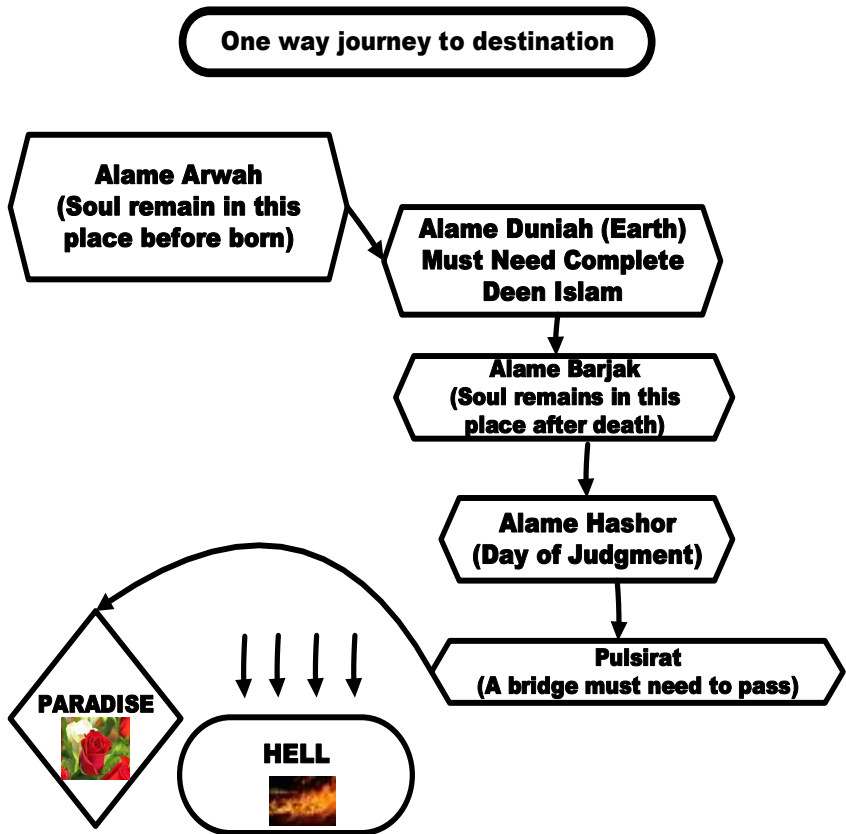 One way journey to destination
Alame Arwah
(Soul remain in this
place before born)
Alame Duniah (Earth)
Must Need Complete
Deen Islam
Alame Barjak
(Soul remains in this
place after death)
Alame Hashor
(Day of Judgment)
Pulsirat
(A bridge must need to pass)
PARADISE
HELL